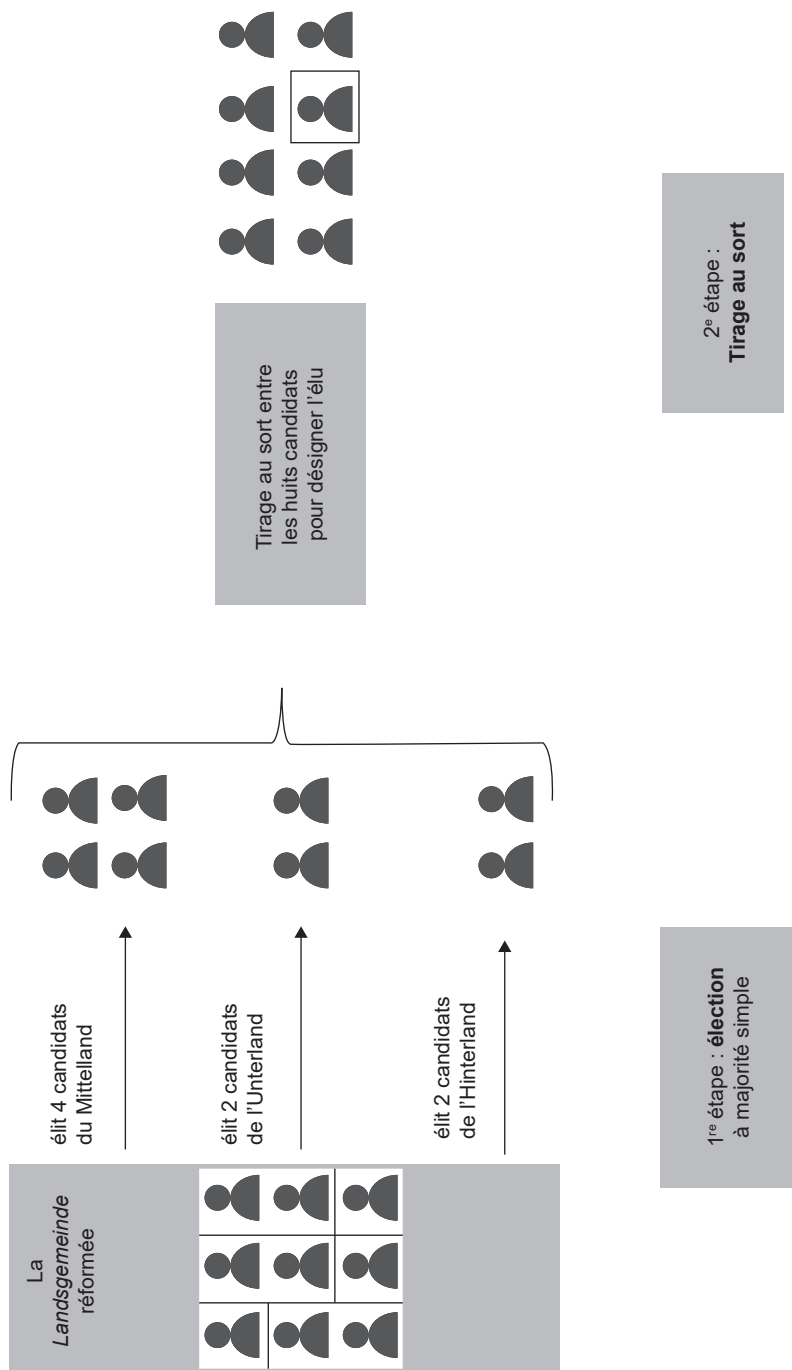 La
Landsgemeinde
réformée
élit 4 candidats
du Mittelland
élit 2 candidats
de l'Unterland
élit 2 candidats
de l'Hinterland
Tirage au sort entre
les huits candidats
pour désigner l'élu
1re étape : élection
à majorité simple
2e étape :
Tirage au sort